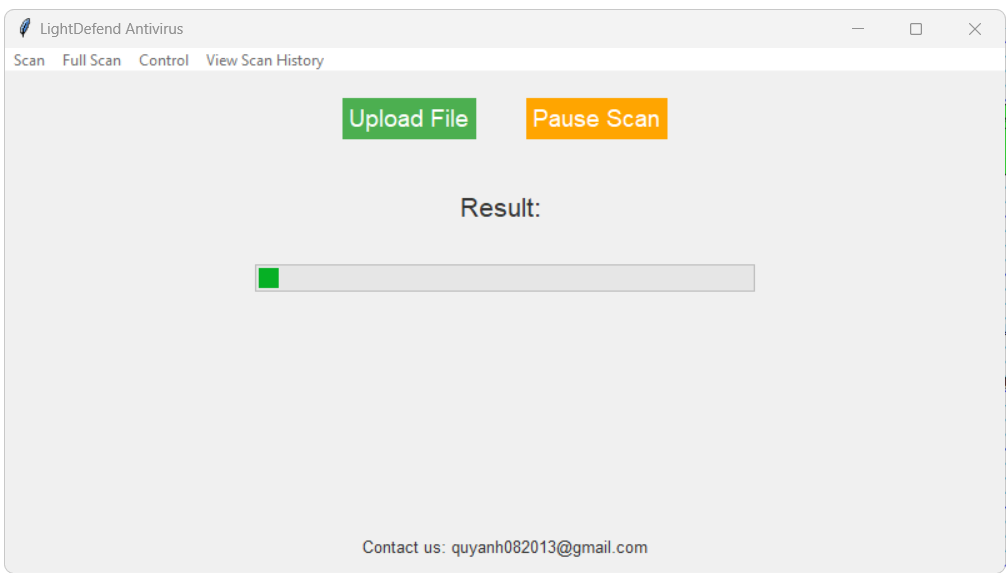 LightDefend Antivirus
Scan Full Scan Control View Scan History
Upload File Pause Scan
Result:
Contact us: quyanh082013@gmail.com